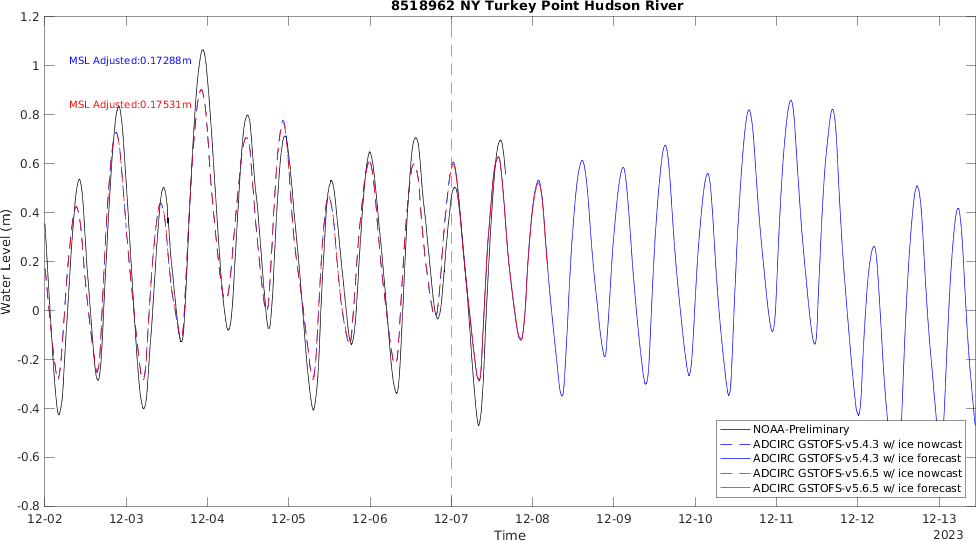 8518962 NY Turkey Point Hudson River
1.2
1
0.8
0.6
0.4
0.2
0
-0.2
-0.4
-0.6
-0.8
Water Level (m)
MSL Adjusted:0.17288m
MSL Adjusted:0.17531m
NOAA-Preliminary
ADCIRC GSTOFS-v5.4.3 w/ ice nowcast
ADCIRC GSTOFS-v5.4.3 w/ ice forecast
ADCIRC GSTOFS-v5.6.5 w/ ice nowcast
ADCIRC GSTOFS-v5.6.5 w/ ice forecast
12-02 12-03 12-04 12-05 12-06 12-07 12-08 12-09 12-10 12-11 12-12 12-13
Time
2023